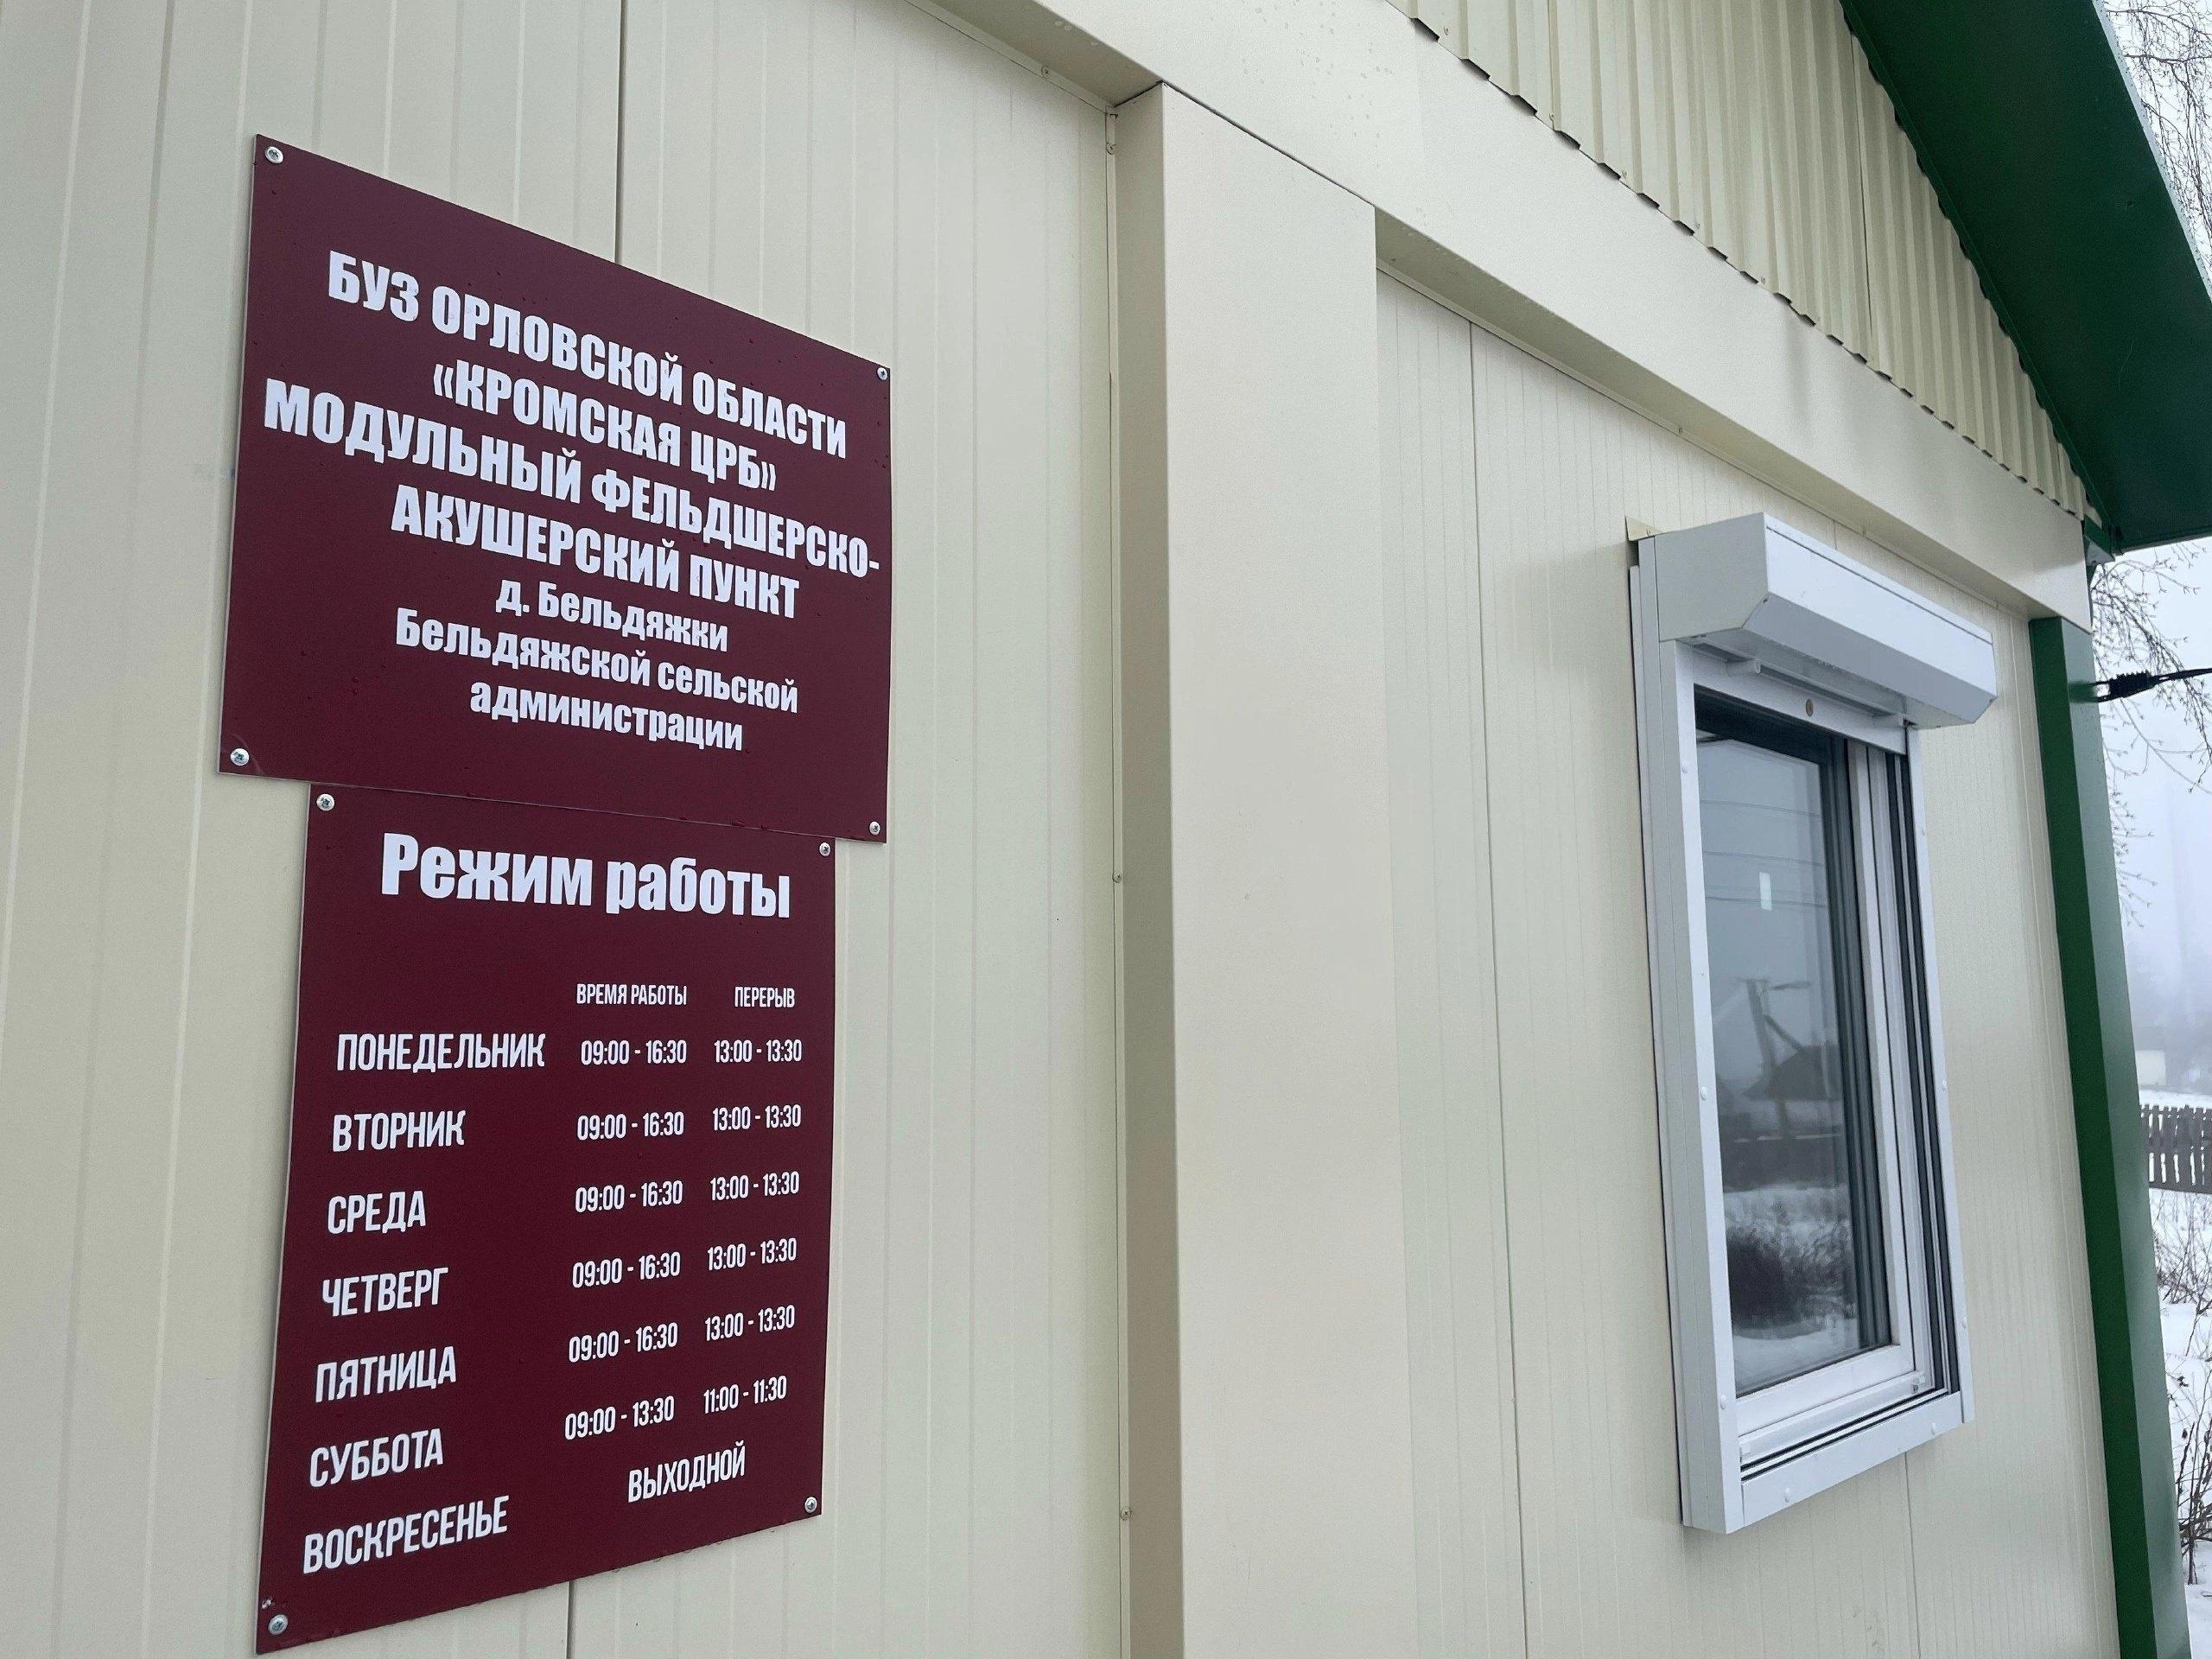 БУЗ ОРЛОВСКОЙ ОБЛАСТИ
«КРОМСКАЯ ЦРБ»
МОДУЛЬНЫЙ ФЕЛЬДШЕРСКО-
АКУШЕРСКИЙ ПУНКТ
д. Бельдяжки
Бельдяжской сельской
администрации
Режим работы
ВРЕМЯ РАБОТЫ ПЕРЕРЫВ
ПОНЕДЕЛЬНИК 09:00 - 16:30 13:00 - 13:30
ВТОРНИК 09:00 - 16:30 13:00 - 13:30
СРЕДА 09:00 - 16:30 13:00 - 13:30
ЧЕТВЕРГ 09:00 - 16:30 13:00 - 13:30
ПЯТНИЦА 09:00 - 16:30 13:00 - 13:30
СУББОТА 09:00 - 13:30 11:00 - 11:30
ВОСКРЕСЕНЬЕ ВЫХОДНОЙ